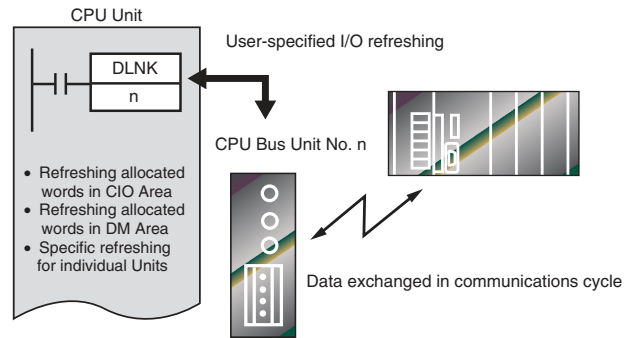 CPU Unit
User-specified I/O refreshing
DLNK
n
CPU Bus Unit No. n
• Refreshing allocated
words in CIO Area
• Refreshing allocated
words in DM Area
• Specific refreshing
for individual Units
Data exchanged in communications cycle